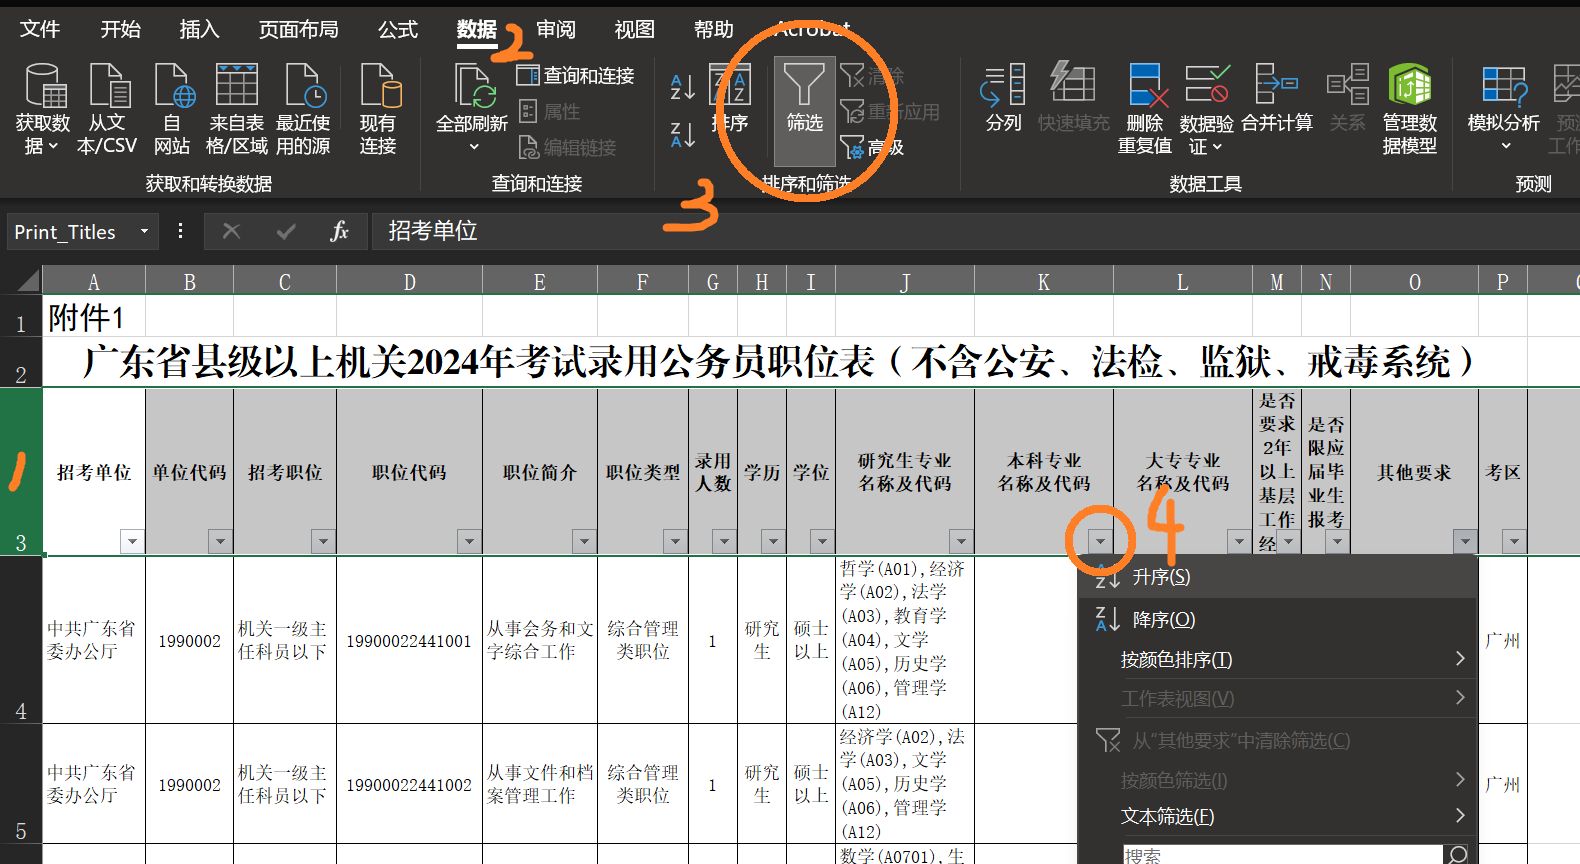 文件 开始 插入 页面布局 公式 数据 审阅 视图 帮助 Acrobat
2
获取数据
从文本/CSV
自网站
来自表格/区域
最近使用的源
现有连接
获取和转换数据
全部刷新
查询和连接
属性
编辑链接
查询和连接
排序
筛选
清除
重新应用
高级
排序和筛选
3
分列
快速填充
删除重复值
数据验证
合并计算
关系
管理数据模型
数据工具
模拟分析
预测
Print_Titles fx 招考单位
A B C D E F G H I J K L M N O P
1 附件1
2 广东省县级以上机关2024年考试录用公务员职位表（不含公安、法检、监狱、戒毒系统）
1
3
招考单位
单位代码
招考职位
职位代码
职位简介
职位类型
录用
人数
学历
学位
研究生专业
名称及代码
本科专业
名称及代码
大专专业
名称及代码
是否
要求
2年
以上
基层
工作
经
是否
限应
届毕
业生
报考
其他要求
考区
4
4
中共广东省
委办公厅
1990002
机关一级主
任科员以下
19900022441001
从事会务和文
字综合工作
综合管理
类职位
1
研究
生
硕士
以上
哲学(A01),经济
学(A02),法学
(A03),教育学
(A04),文学
(A05),历史学
(A06),管理学
(A12)
广州
5
中共广东省
委办公厅
1990002
机关一级主
任科员以下
19900022441002
从事文件和档
案管理工作
综合管理
类职位
1
研究
生
硕士
以上
经济学(A02),法
学(A03),文学
(A05),历史学
(A06),管理学
(A12)
广州
数学(A0701),生
升序(S)
降序(O)
按颜色排序(T)
工作表视图(V)
从“其他要求”中清除筛选(C)
按颜色筛选(I)
文本筛选(F)
搜索